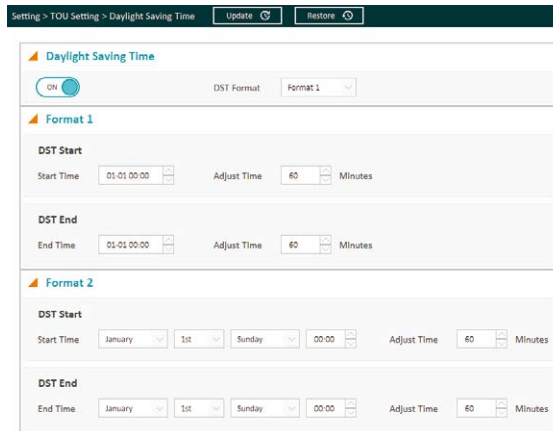 Setting > TOU Setting > Daylight Saving Time Update Restore
Daylight Saving Time
ON DST Format Format 1
Format 1
DST Start
Start Time 01-01 00:00 Adjust Time 60 Minutes
DST End
End Time 01-01 00:00 Adjust Time 60 Minutes
Format 2
DST Start
Start Time January 1st Sunday 00:00 Adjust Time 60 Minutes
DST End
End Time January 1st Sunday 00:00 Adjust Time 60 Minutes